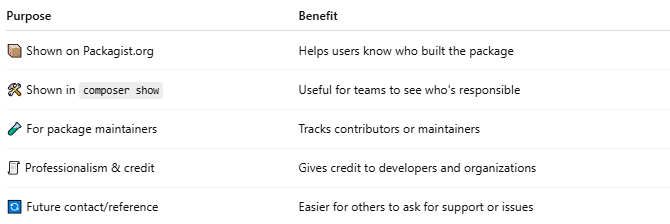 Purpose Benefit
📦 Shown on Packagist.org Helps users know who built the package
🛠 Shown in composer show Useful for teams to see who's responsible
🧪 For package maintainers Tracks contributors or maintainers
🧾 Professionalism & credit Gives credit to developers and organizations
🔄 Future contact/reference Easier for others to ask for support or issues